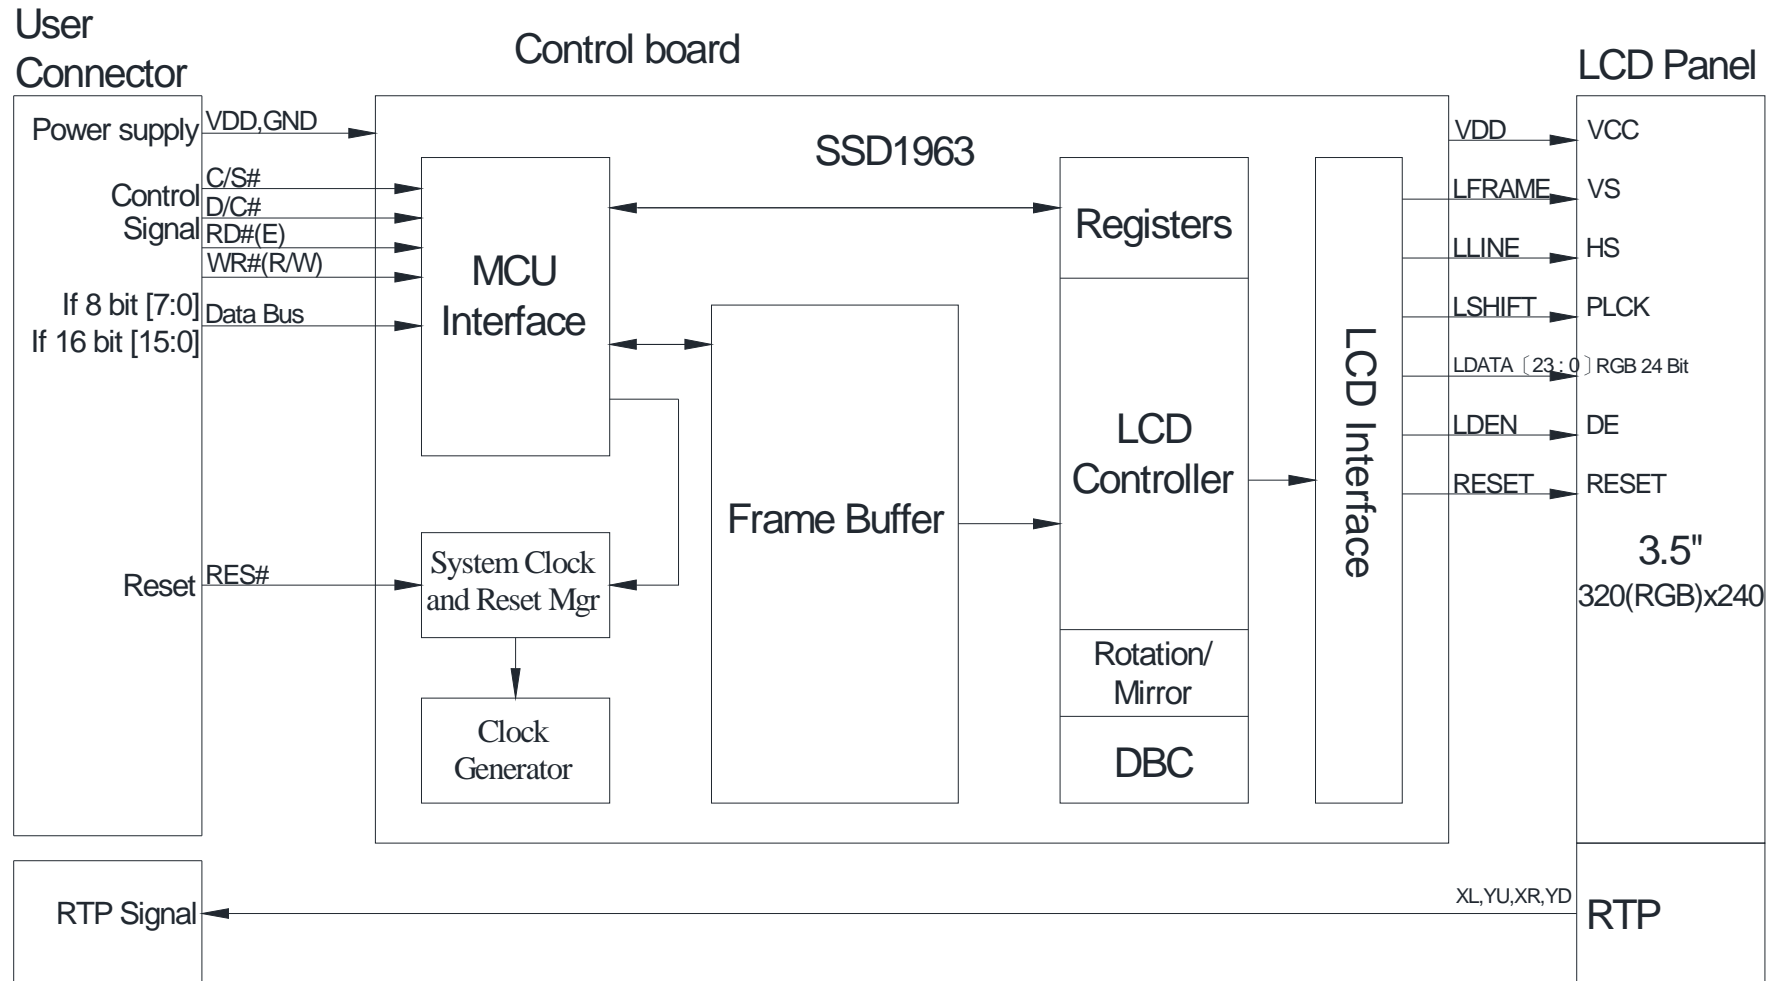 User
Connector
Control board
LCD Panel
Power supply
VDD,GND
Control
Signal
C/S#
D/C#
RD#(E)
WR#(R/W)
If 8 bit [7:0]
If 16 bit [15:0]
Data Bus
Reset
RES#
SSD1963
MCU
Interface
System Clock
and Reset Mgr
Clock
Generator
Frame Buffer
Registers
LCD
Controller
Rotation/
Mirror
DBC
LCD Interface
VDD
VCC
LFRAME
VS
LLINE
HS
LSHIFT
PLCK
LDATA〔23:0〕RGB 24 Bit
LDEN
DE
RESET
RESET
3.5"
320(RGB)x240
RTP Signal
XL,YU,XR,YD
RTP